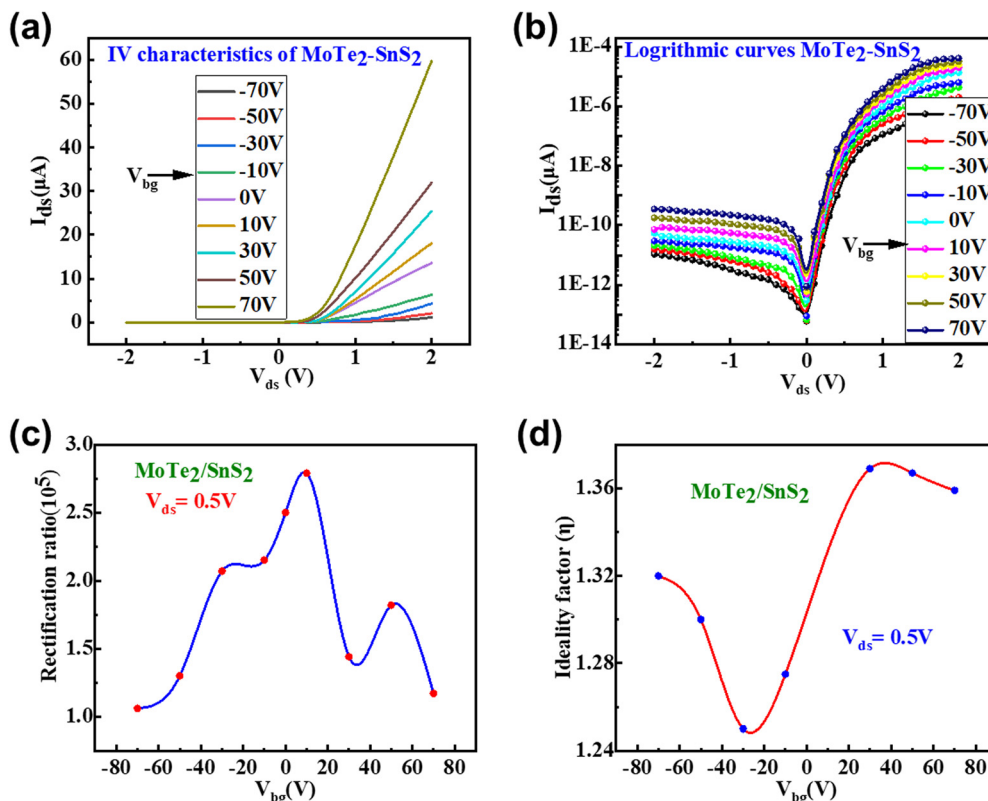 (a)
IV characteristics of MoTe2-SnS2
60
50
40
30
20
10
0
Ids(μA)
-70V
-50V
-30V
-10V
0V
10V
30V
50V
70V
Vbg
-2
-1
0
1
2
Vds (V)
(b)
Logrithmic curves MoTe2-SnS2
1E-4
1E-6
1E-8
1E-10
1E-12
1E-14
Ids(μA)
-70V
-50V
-30V
-10V
0V
10V
30V
50V
70V
Vbg
-2
-1
0
1
2
Vds (V)
(c)
MoTe2/SnS2
Vds= 0.5V
3.0
2.5
2.0
1.5
1.0
Rectification ratio(10^5)
-80 -60 -40 -20 0 20 40 60 80
Vbg(V)
(d)
MoTe2/SnS2
Vds= 0.5V
1.36
1.32
1.28
1.24
Ideality factor (η)
-80 -60 -40 -20 0 20 40 60 80
Vbg(V)